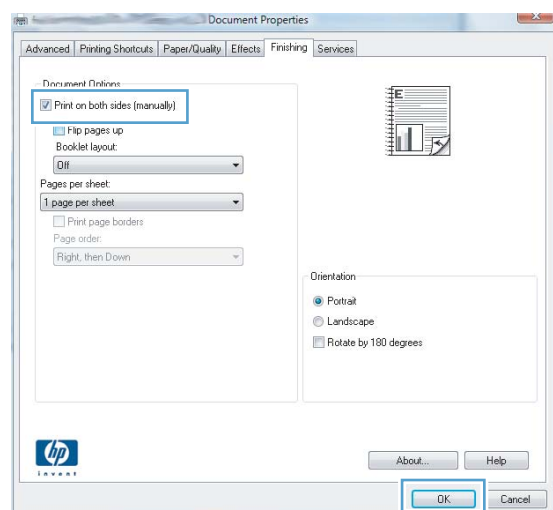 Document Properties
Advanced Printing Shortcuts Paper/Quality Effects Finishing Services
Document Options
Print on both sides (manually)
Flip pages up
Booklet layout:
Off
Pages per sheet:
1 page per sheet
Print page borders
Page order:
Right, then Down
E
1
Orientation
Portrait
Landscape
Rotate by 180 degrees
hp
invent
About... Help
OK Cancel